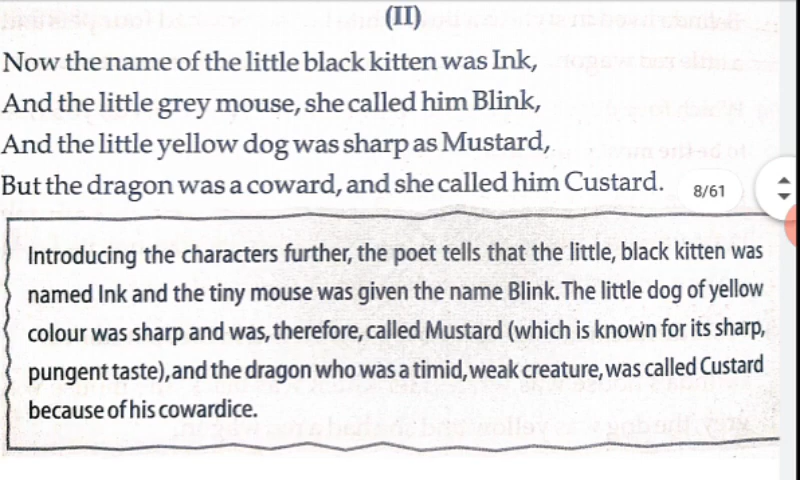 (II)
Now the name of the little black kitten was Ink,
And the little grey mouse, she called him Blink,
And the little yellow dog was sharp as Mustard,
But the dragon was a coward, and she called him Custard.
8/61
Introducing the characters further, the poet tells that the little, black kitten was
named Ink and the tiny mouse was given the name Blink. The little dog of yellow
colour was sharp and was, therefore, called Mustard (which is known for its sharp,
pungent taste), and the dragon who was a timid, weak creature, was called Custard
because of his cowardice.